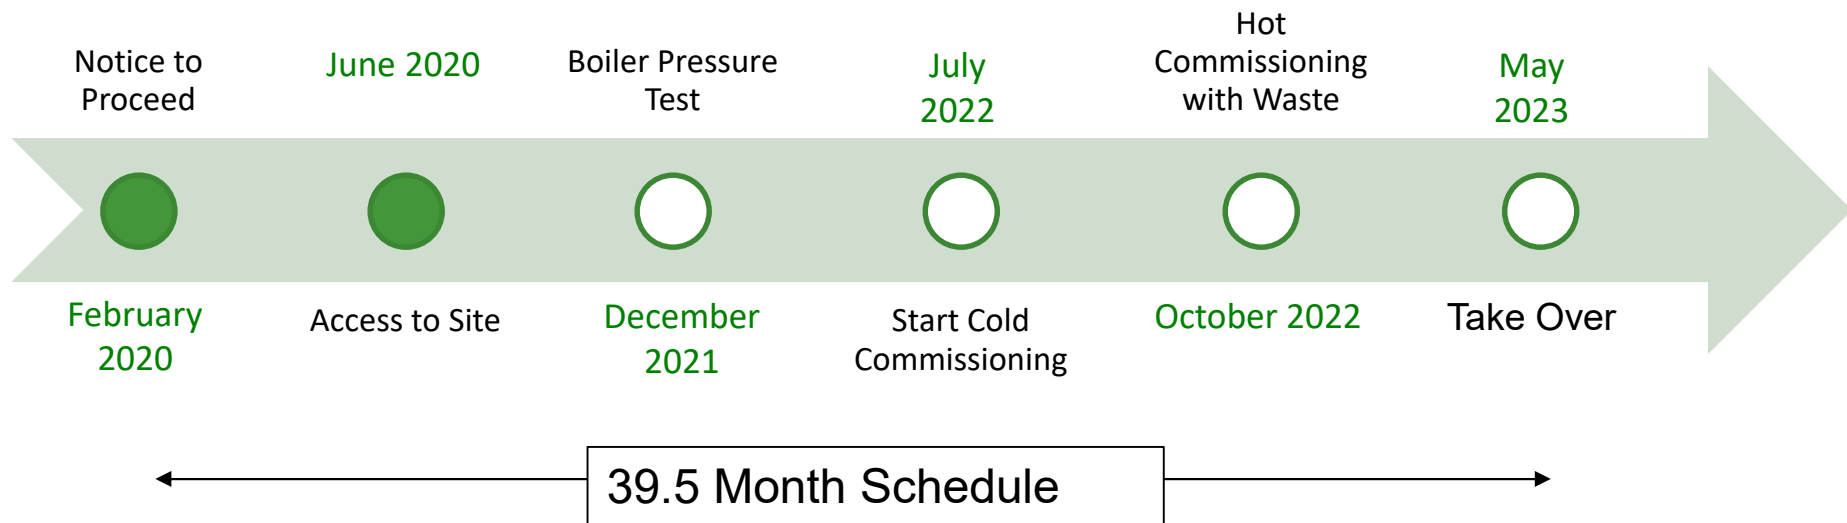 Notice to
Proceed
June 2020
Boiler Pressure
Test
July
2022
Hot
Commissioning
with Waste
May
2023
February
2020
Access to Site
December
2021
Start Cold
Commissioning
October 2022
Take Over
39.5 Month Schedule